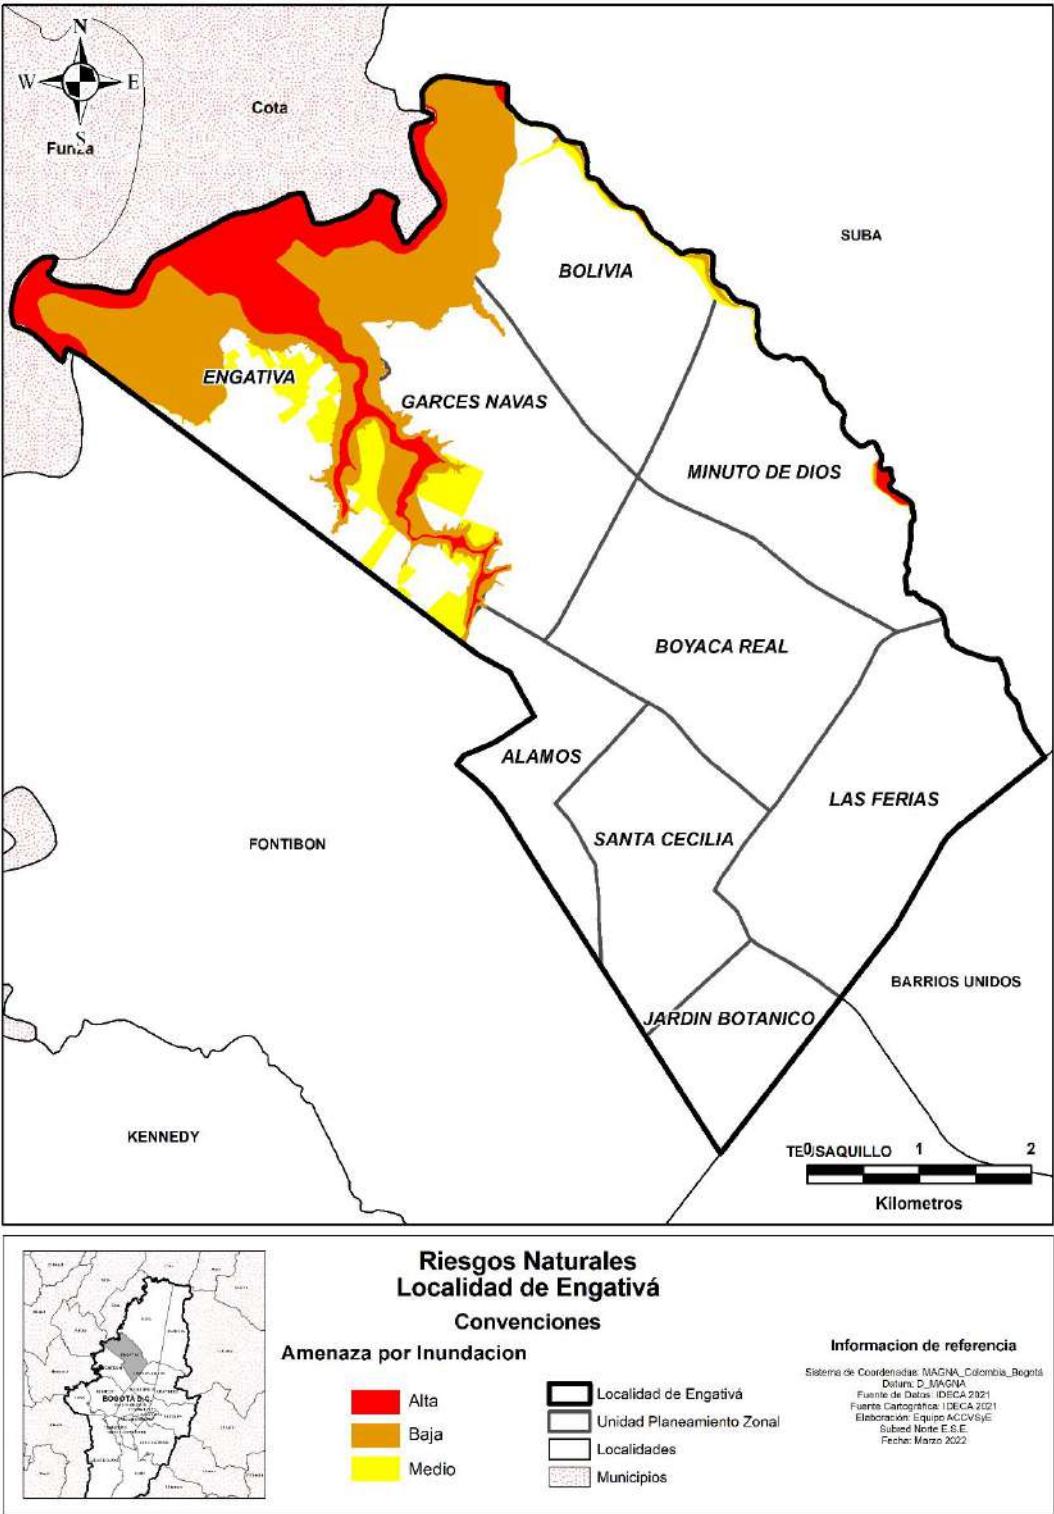 N
W E
S
Cota
Funza
SUBA
BOLIVIA
ENGATIVA
GARCES NAVAS
MINUTO DE DIOS
BOYACA REAL
ALAMOS
LAS FERIAS
SANTA CECILIA
FONTIBON
BARRIOS UNIDOS
JARDIN BOTANICO
KENNEDY
TEUSAQUILLO
0 1 2
Kilometros
Riesgos Naturales
Localidad de Engativá
Convenciones
Amenaza por Inundacion
Alta
Baja
Medio
Localidad de Engativá
Unidad Planeamiento Zonal
Localidades
Municipios
Informacion de referencia
Sistema de Coordenadas: MAGNA_Colombia_Bogotá
Datum: D_MAGNA
Fuente de Datos: IDECA 2021
Fuente Cartográfica: IDECA 2021
Elaboración: Equipo ACCVSyE
Subred Norte E.S.E.
Fecha: Marzo 2022
BOGOTA D.C.